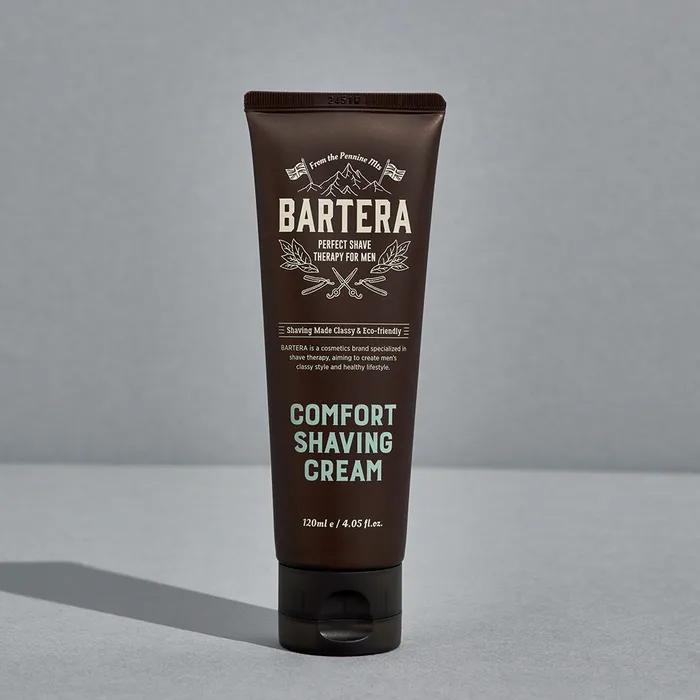 From the Pennine Mts
BARTERA
PERFECT SHAVE
THERAPY FOR MEN
Shaving Made Classy & Eco-friendly
BARTERA is a cosmetics brand specialized in
shave therapy, aiming to create men's
classy style and healthy lifestyle.
COMFORT
SHAVING
CREAM
120ml e / 4.05 fl.oz.